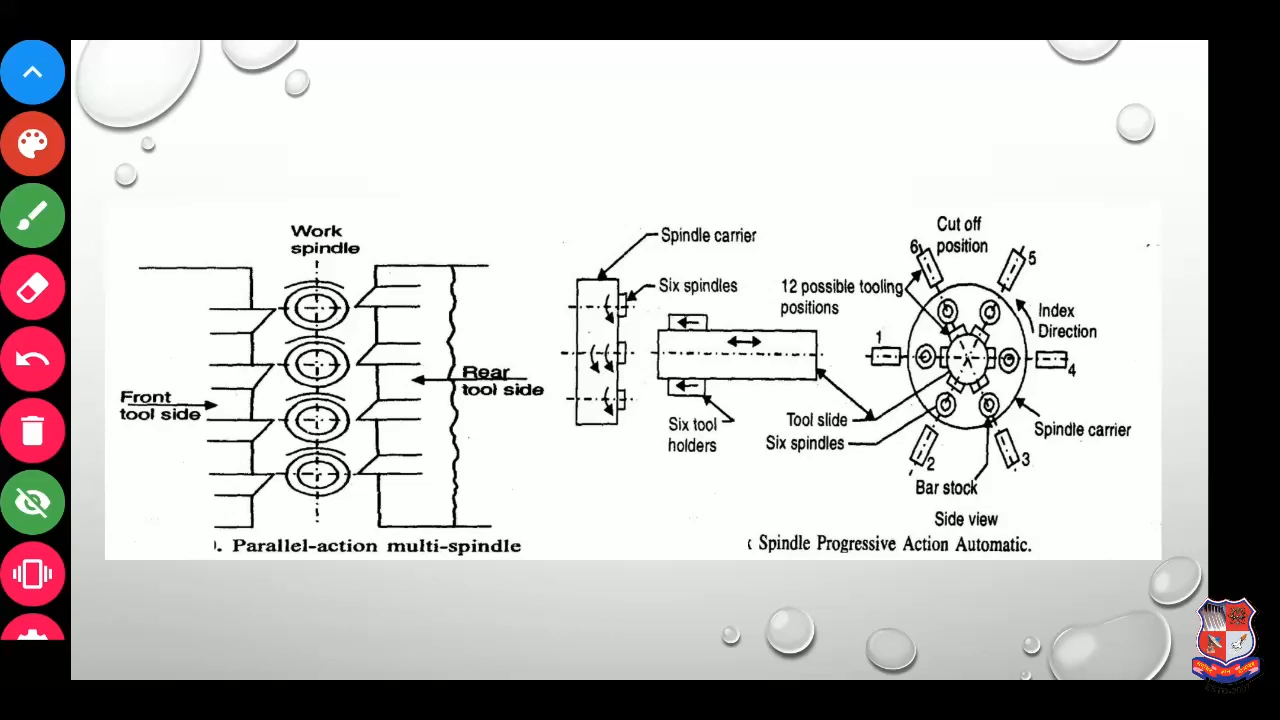 Work
spindle
Front
tool side
Rear
tool side
). Parallel-action multi-spindle
Spindle carrier
Six spindles
Six tool
holders
12 possible tooling
positions
Tool slide
Six spindles
Cut off
position
6
5
1
4
2
3
Index
Direction
Spindle carrier
Bar stock
Side view
Spindle Progressive Action Automatic.